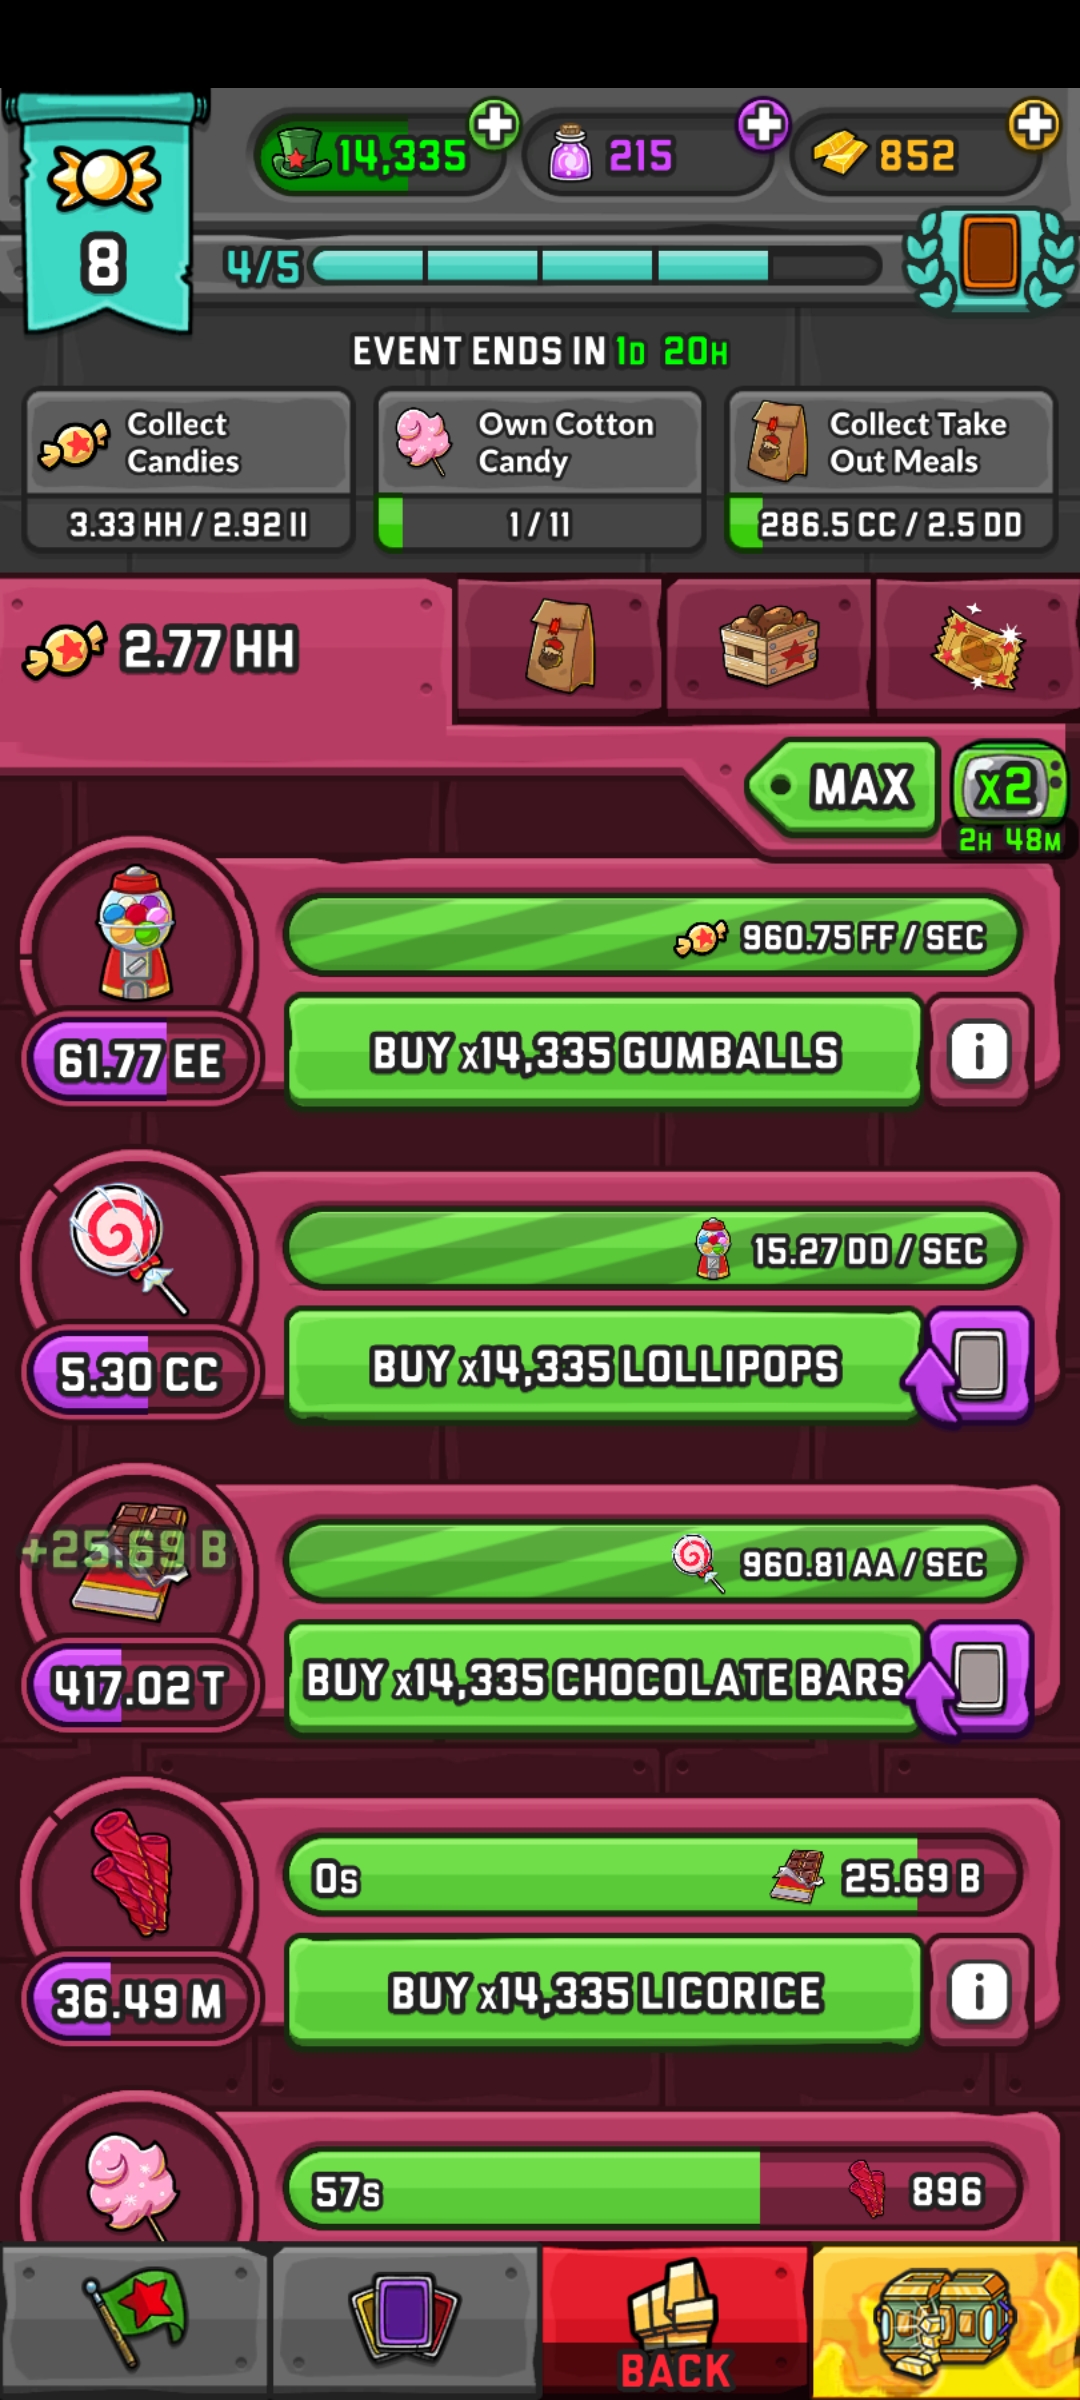 14,335
215
852
8
4/5
EVENT ENDS IN 1D 20H
Collect
Candies
3.33 HH / 2.92 II
Own Cotton
Candy
1 / 11
Collect Take
Out Meals
286.5 CC / 2.5 DD
2.77 HH
MAX
x2
2H 48M
960.75 FF / SEC
61.77 EE
BUY x14,335 GUMBALLS
i
15.27 DD / SEC
5.30 CC
BUY x14,335 LOLLIPOPS
+25.69 B
960.81 AA / SEC
417.02 T
BUY x14,335 CHOCOLATE BARS
0s
25.69 B
36.49 M
BUY x14,335 LICORICE
i
57s
896
BACK